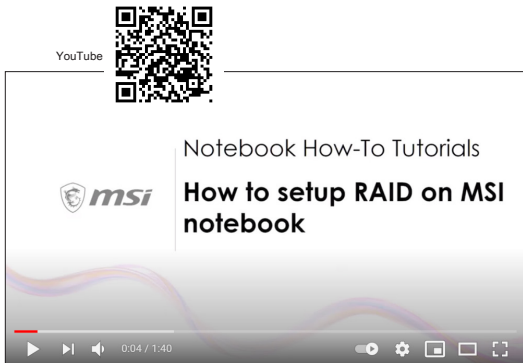 YouTube
Notebook How-To Tutorials
msi
How to setup RAID on MSI
notebook
0:04 / 1:40